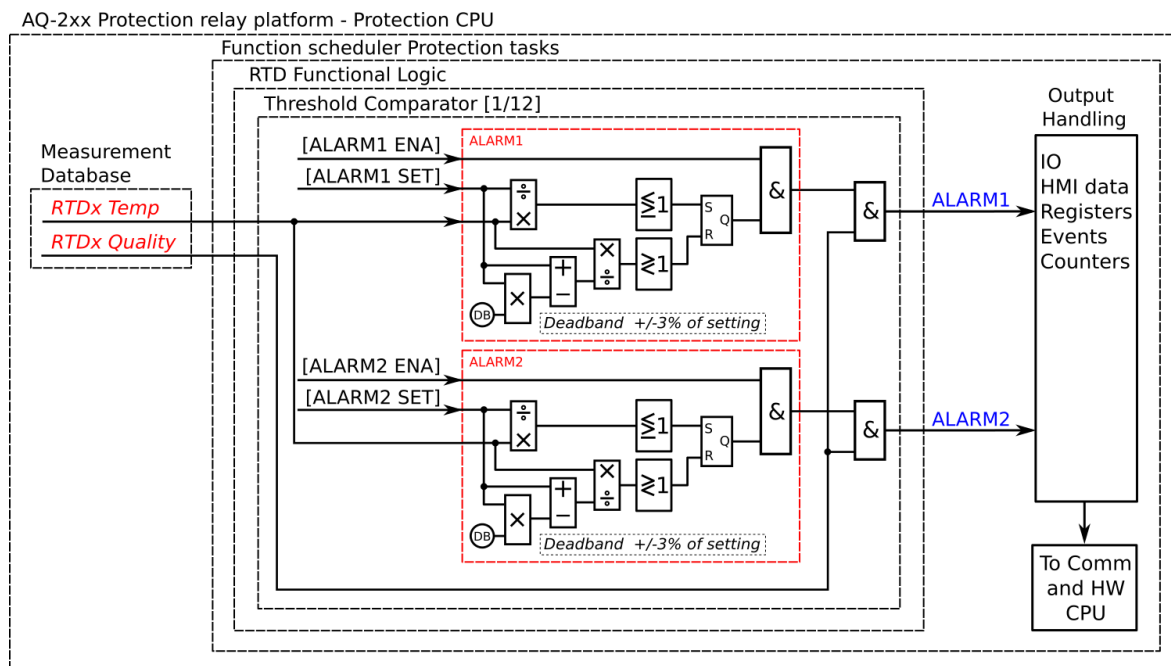 AQ-2xx Protection relay platform - Protection CPU
Function scheduler Protection tasks
RTD Functional Logic
Threshold Comparator [1/12]
Measurement
Database
RTDx Temp
RTDx Quality
[ALARM1 ENA]
[ALARM1 SET]
ALARM1
÷
×
≶1
S
Q
R
&
&
×
÷
≷1
+
−
×
DB
Deadband +/-3% of setting
ALARM1
[ALARM2 ENA]
[ALARM2 SET]
ALARM2
÷
×
≶1
S
Q
R
&
&
×
÷
≷1
+
−
×
DB
Deadband +/-3% of setting
ALARM2
Output
Handling
IO
HMI data
Registers
Events
Counters
To Comm
and HW
CPU